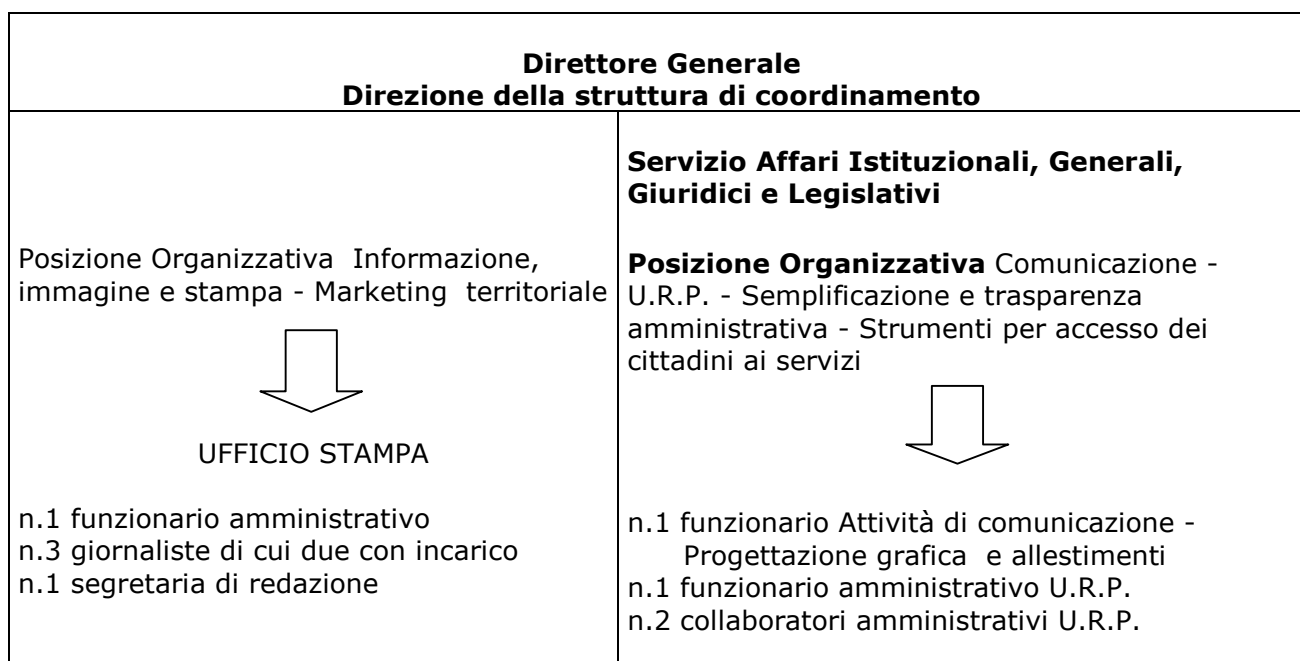 Direttore Generale
Direzione della struttura di coordinamento
Posizione Organizzativa Informazione,
immagine e stampa - Marketing territoriale
UFFICIO STAMPA
n.1 funzionario amministrativo
n.3 giornaliste di cui due con incarico
n.1 segretaria di redazione
Servizio Affari Istituzionali, Generali,
Giuridici e Legislativi
Posizione Organizzativa Comunicazione -
U.R.P. - Semplificazione e trasparenza
amministrativa - Strumenti per accesso dei
cittadini ai servizi
n.1 funzionario Attività di comunicazione -
Progettazione grafica e allestimenti
n.1 funzionario amministrativo U.R.P.
n.2 collaboratori amministrativi U.R.P.